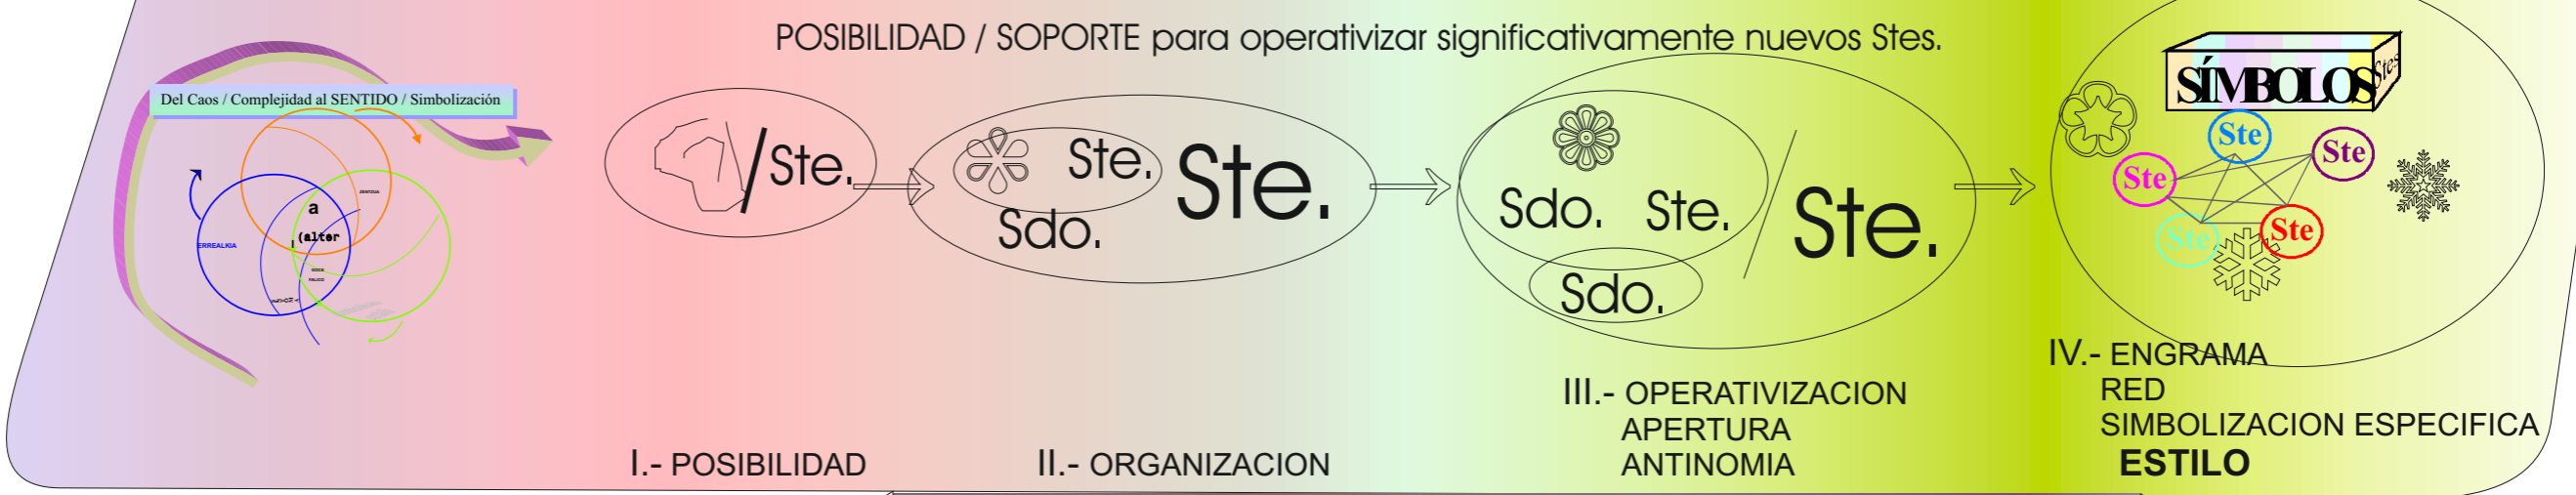 POSIBILIDAD / SOPORTE para operativizar significativamente nuevos Stes.
Del Caos / Complejidad al SENTIDO / Simbolización
ZENTZUA
a
(alter
ERREALKIA
/Ste.
Ste.
Sdo.
Ste.
Sdo. Ste.
Sdo.
/ Ste.
SÍMBOLOS
Stes
Ste
Ste
Ste
Ste
Ste
I.- POSIBILIDAD
II.- ORGANIZACION
III.- OPERATIVIZACION
APERTURA
ANTINOMIA
IV.- ENGRAMA
RED
SIMBOLIZACION ESPECIFICA
ESTILO